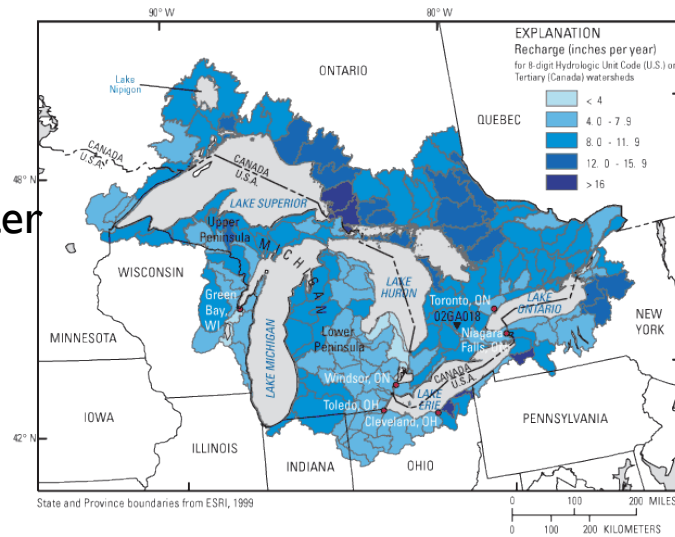 90° W
80° W
EXPLANATION
Recharge (inches per year)
for 8-digit Hydrologic Unit Code (U.S.) or
Tertiary (Canada) watersheds
< 4
4.0 - 7.9
8.0 - 11.9
12.0 - 15.9
>16
ONTARIO
Lake
Nipigon
QUEBEC
CANADA
U.S.A.
CANADA
U.S.A.
48° N
LAKE SUPERIOR
Upper
Peninsula
MICHIGAN
WISCONSIN
LAKE
HURON
Green
Bay,
WI
Toronto, ON
02GA018
LAKE
ONTARIO
Niagara
Falls, ON
NEW
YORK
MINNESOTA
Lower
Peninsula
LAKE MICHIGAN
Windsor, ON
CANADA
U.S.A.
LAKE
ERIE
Toledo, OH
Cleveland, OH
IOWA
PENNSYLVANIA
42° N
ILLINOIS
INDIANA
OHIO
State and Province boundaries from ESRI, 1999
0 100 200 MILES
0 100 200 KILOMETERS